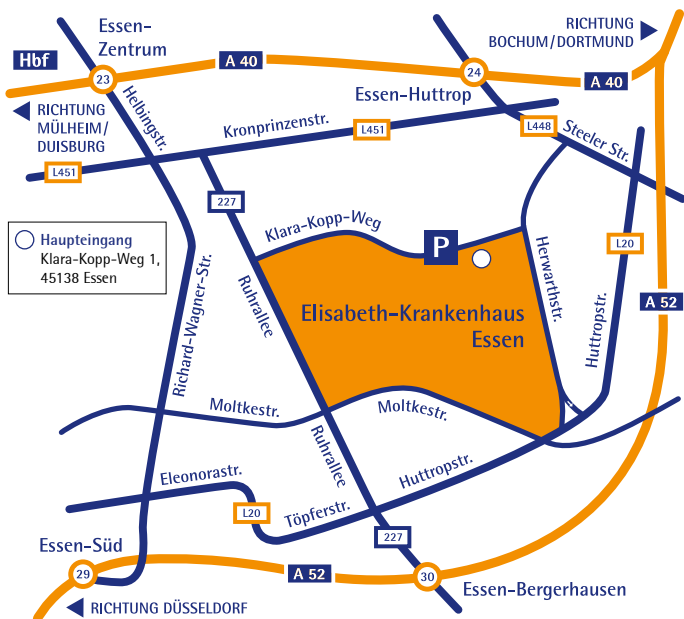 Essen-
Zentrum
RICHTUNG
BOCHUM/DORTMUND
Hbf
23
A 40
24
A 40
Essen-Huttrop
RICHTUNG
MÜLHEIM/
DUISBURG
Helbingstr.
Kronprinzenstr.
L451
L448
Steeler Str.
L451
227
Klara-Kopp-Weg
P
Herwarthstr.
L20
Haupteingang
Klara-Kopp-Weg 1,
45138 Essen
Richard-Wagner-Str.
Ruhrallee
Elisabeth-Krankenhaus
Essen
Huttropstr.
A 52
Moltkestr.
Moltkestr.
Ruhrallee
Eleonorastr.
Huttropstr.
L20
Töpferstr.
227
Essen-Süd
29
A 52
30
Essen-Bergerhausen
RICHTUNG DÜSSELDORF